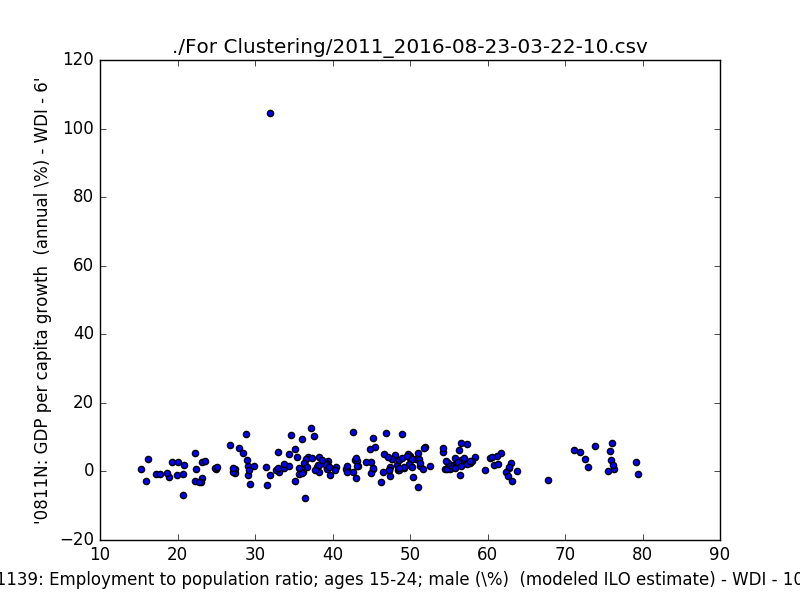 ./For Clustering/2011_2016-08-23-03-22-10.csv
120
100
80
60
40
20
0
−20
'0811N: GDP per capita growth  (annual \%) - WDI - 6'
10 20 30 40 50 60 70 80 90
1139: Employment to population ratio; ages 15-24; male (\%)  (modeled ILO estimate) - WDI - 10